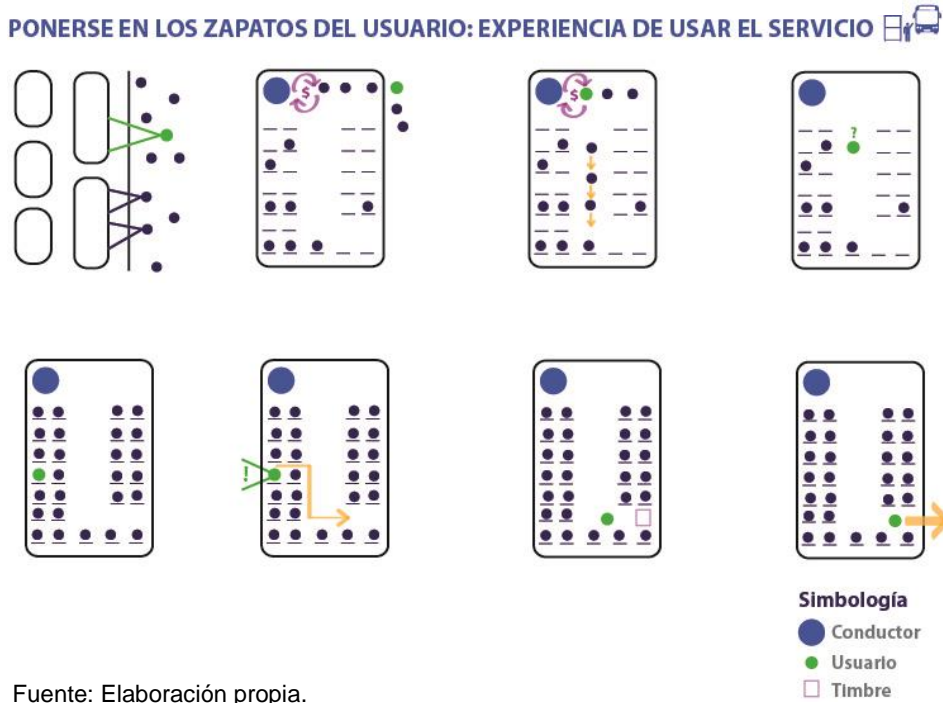 PONERSE EN LOS ZAPATOS DEL USUARIO: EXPERIENCIA DE USAR EL SERVICIO
$
$
?
!
Simbología
Conductor
Usuario
Timbre
Fuente: Elaboración propia.